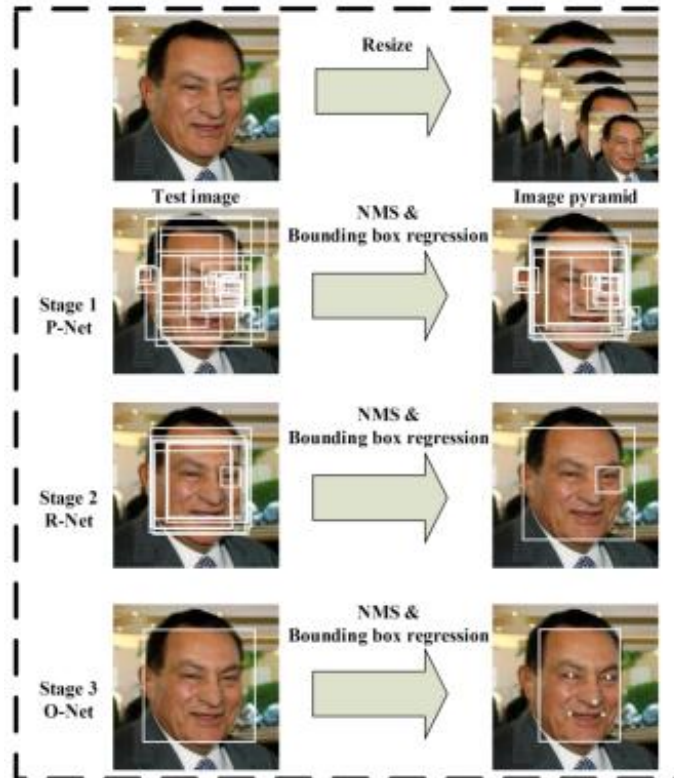 Resize
Test image
Image pyramid
NMS &
Bounding box regression
Stage 1
P-Net
NMS &
Bounding box regression
Stage 2
R-Net
NMS &
Bounding box regression
Stage 3
O-Net